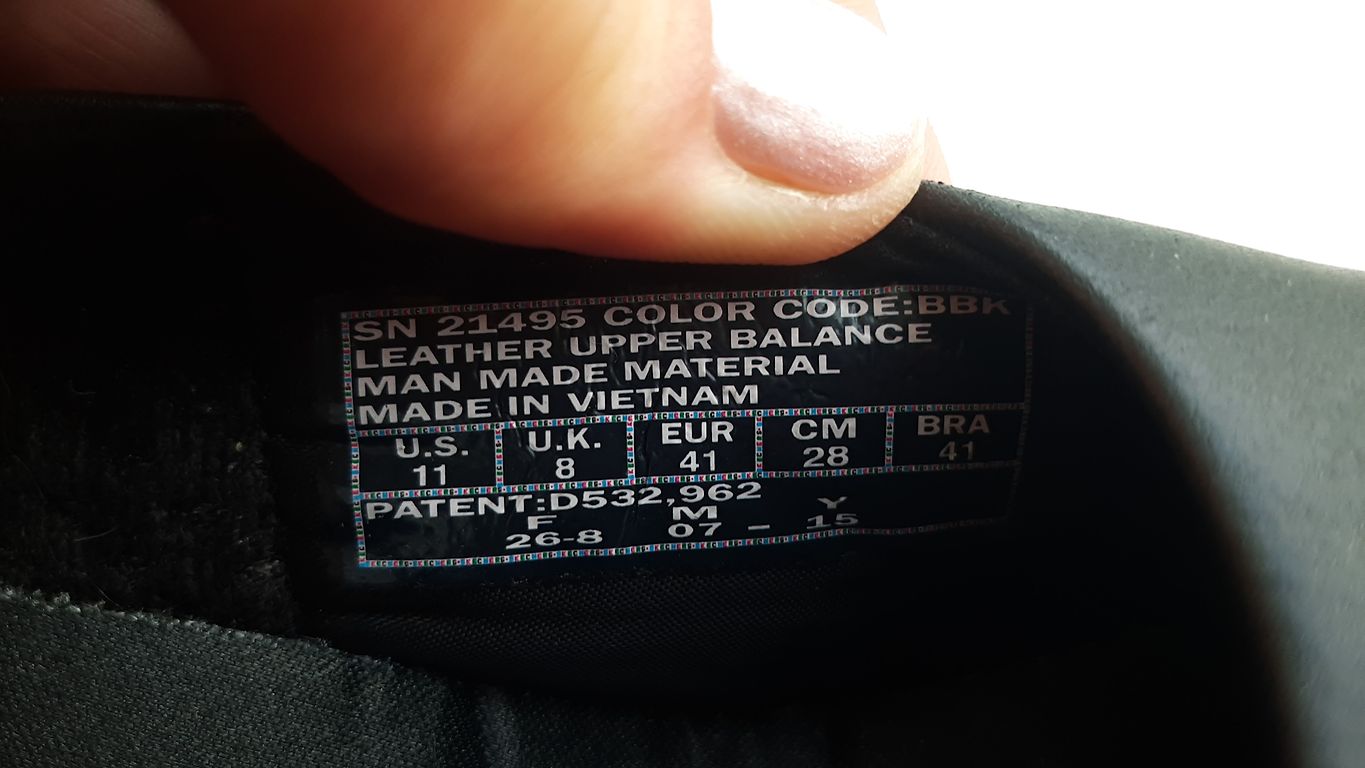 SN 21495 COLOR CODE:BBK
LEATHER UPPER BALANCE
MAN MADE MATERIAL
MADE IN VIETNAM
U.S. U.K. EUR CM BRA
11 8 41 28 41
PATENT:D532,962
F M Y
26-8 07 - 15